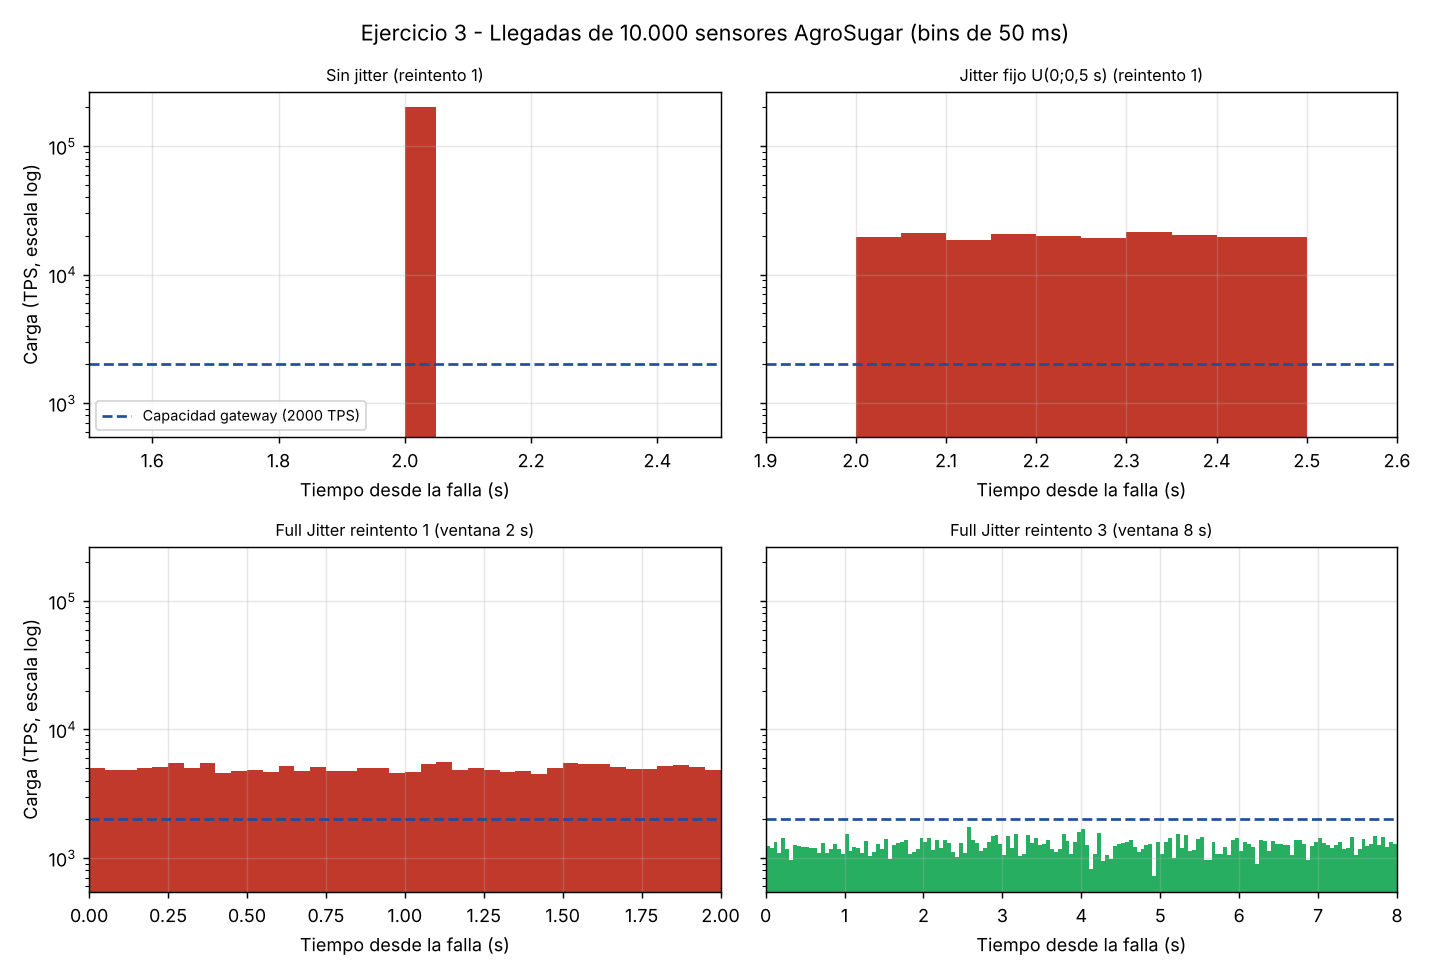 Ejercicio 3 - Llegadas de 10.000 sensores AgroSugar (bins de 50 ms)
Sin jitter (reintento 1)
Carga (TPS, escala log)
10^5
10^4
10^3
Capacidad gateway (2000 TPS)
1.6 1.8 2.0 2.2 2.4
Tiempo desde la falla (s)
Jitter fijo U(0;0,5 s) (reintento 1)
1.9 2.0 2.1 2.2 2.3 2.4 2.5 2.6
Tiempo desde la falla (s)
Full Jitter reintento 1 (ventana 2 s)
Carga (TPS, escala log)
10^5
10^4
10^3
0.00 0.25 0.50 0.75 1.00 1.25 1.50 1.75 2.00
Tiempo desde la falla (s)
Full Jitter reintento 3 (ventana 8 s)
0 1 2 3 4 5 6 7 8
Tiempo desde la falla (s)